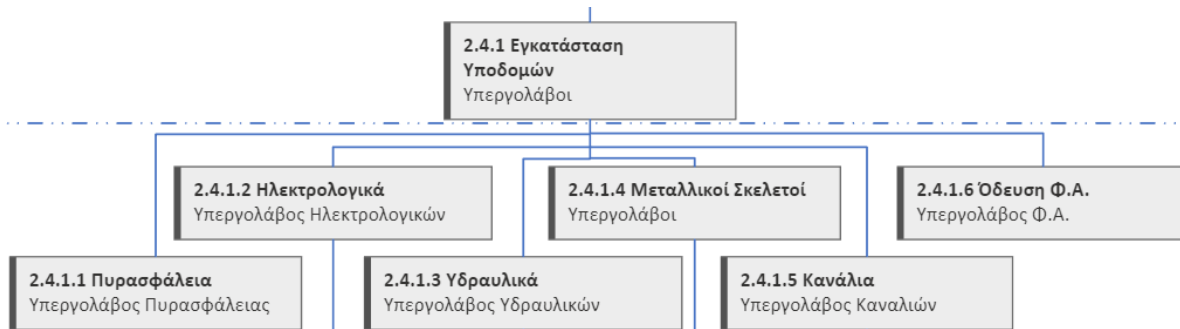 2.4.1 Εγκατάσταση
Υποδομών
Υπεργολάβοι
2.4.1.2 Ηλεκτρολογικά
Υπεργολάβος Ηλεκτρολογικών
2.4.1.4 Μεταλλικοί Σκελετοί
Υπεργολάβοι
2.4.1.6 Όδευση Φ.Α.
Υπεργολάβος Φ.Α.
2.4.1.1 Πυρασφάλεια
Υπεργολάβος Πυρασφάλειας
2.4.1.3 Υδραυλικά
Υπεργολάβος Υδραυλικών
2.4.1.5 Κανάλια
Υπεργολάβος Καναλιών